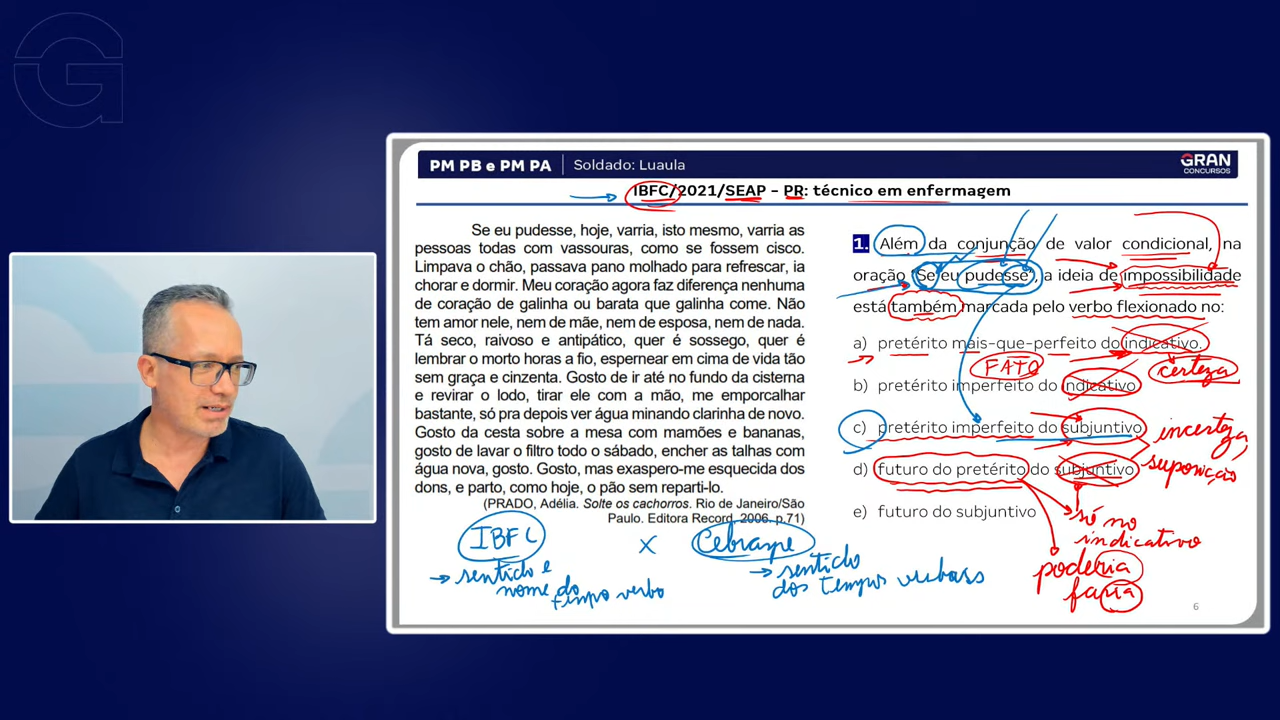 PM PB e PM PA | Soldado: Luaula
GRAN
CONCURSOS
IBFC/2021/SEAP – PR: técnico em enfermagem
Se eu pudesse, hoje, varria, isto mesmo, varria as
pessoas todas com vassouras, como se fossem cisco.
Limpava o chão, passava pano molhado para refrescar, ia
chorar e dormir. Meu coração agora faz diferença nenhuma
de coração de galinha ou barata que galinha come. Não
tem amor nele, nem de mãe, nem de esposa, nem de nada.
Tá seco, raivoso e antipático, quer é sossego, quer é
lembrar o morto horas a fio, espernear em cima de vida tão
sem graça e cinzenta. Gosto de ir até no fundo da cisterna
e revirar o lodo, tirar ele com a mão, me emporcalhar
bastante, só pra depois ver água minando clarinha de novo.
Gosto da cesta sobre a mesa com mamões e bananas,
gosto de lavar o filtro todo o sábado, encher as talhas com
água nova, gosto. Gosto, mas exaspero-me esquecida dos
dons, e parto, como hoje, o pão sem reparti-lo.
(PRADO, Adélia. Solte os cachorros. Rio de Janeiro/São
Paulo. Editora Record, 2006. p.71)
IBFC x Cebraspe
→ sentido e
nome do
tempo verbo
→ sentido
dos tempos verbais
1. Além da conjunção de valor condicional, na
oração "Se eu pudesse", a ideia de impossibilidade
está também marcada pelo verbo flexionado no:
a) pretérito mais-que-perfeito do indicativo.
FATO
certeza
b) pretérito imperfeito do indicativo
c) pretérito imperfeito do subjuntivo
incerteza,
suposição
d) futuro do pretérito do subjuntivo
e) futuro do subjuntivo
só no
indicativo
poderia
faria
6